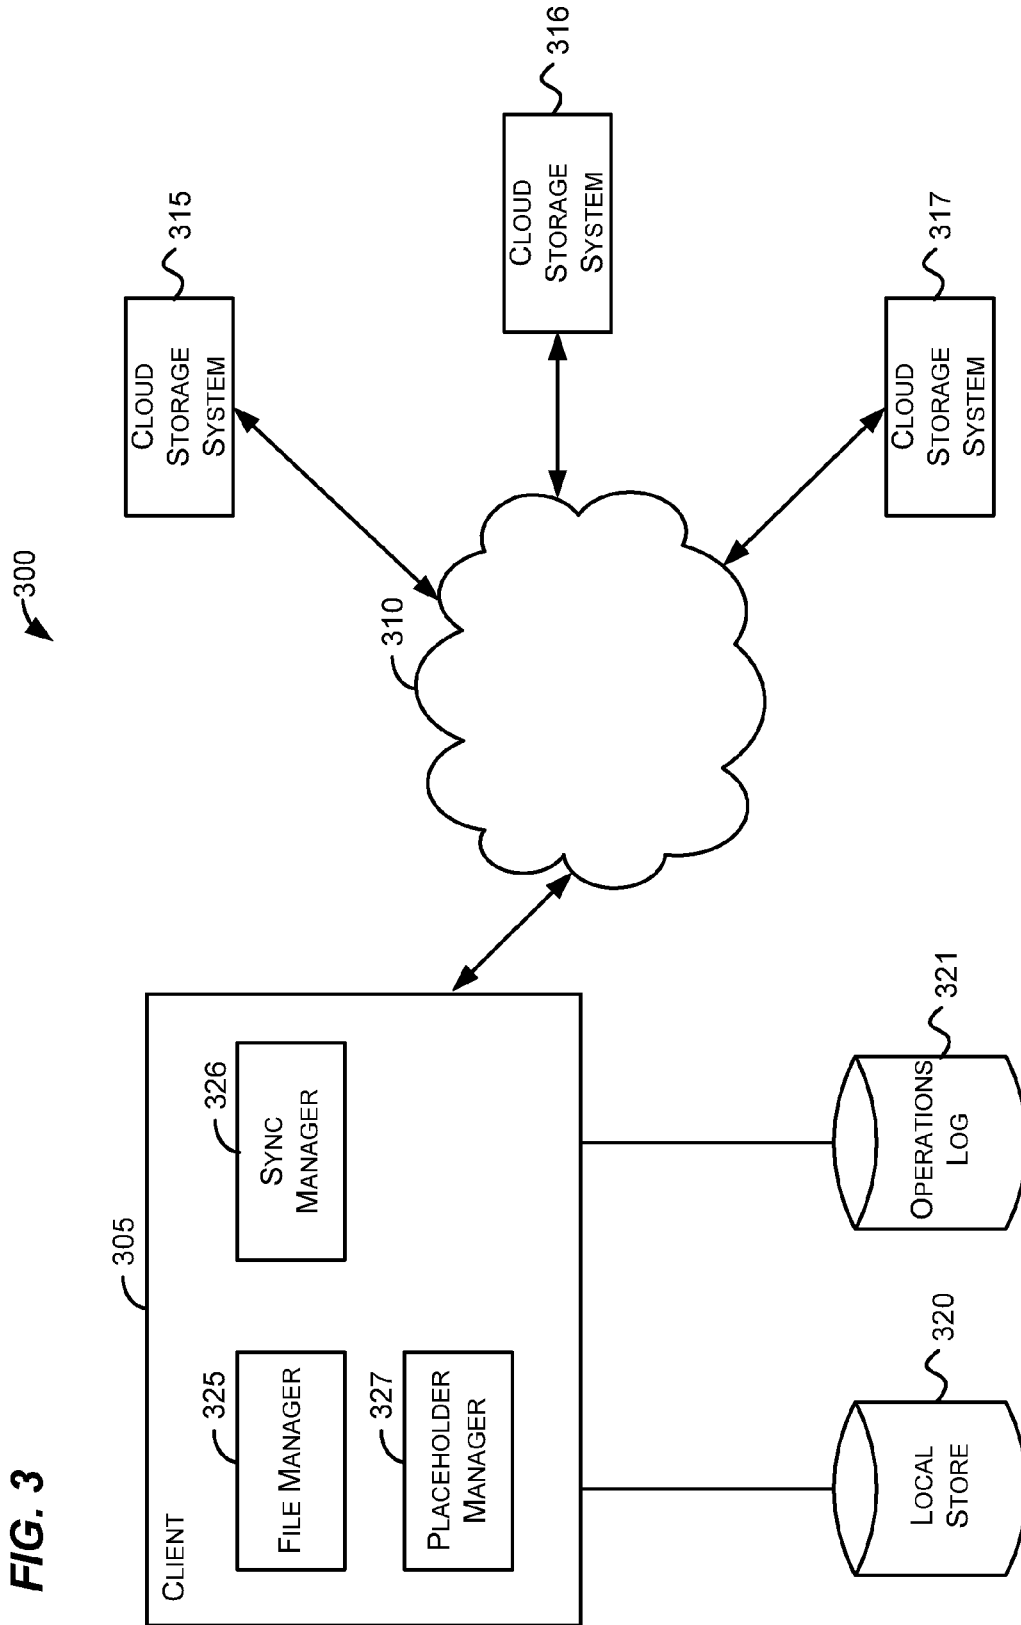 FIG. 3
300
305
CLIENT
325
FILE MANAGER
326
SYNC
MANAGER
327
PLACEHOLDER
MANAGER
310
315
CLOUD
STORAGE
SYSTEM
316
CLOUD
STORAGE
SYSTEM
317
CLOUD
STORAGE
SYSTEM
320
LOCAL
STORE
321
OPERATIONS
LOG